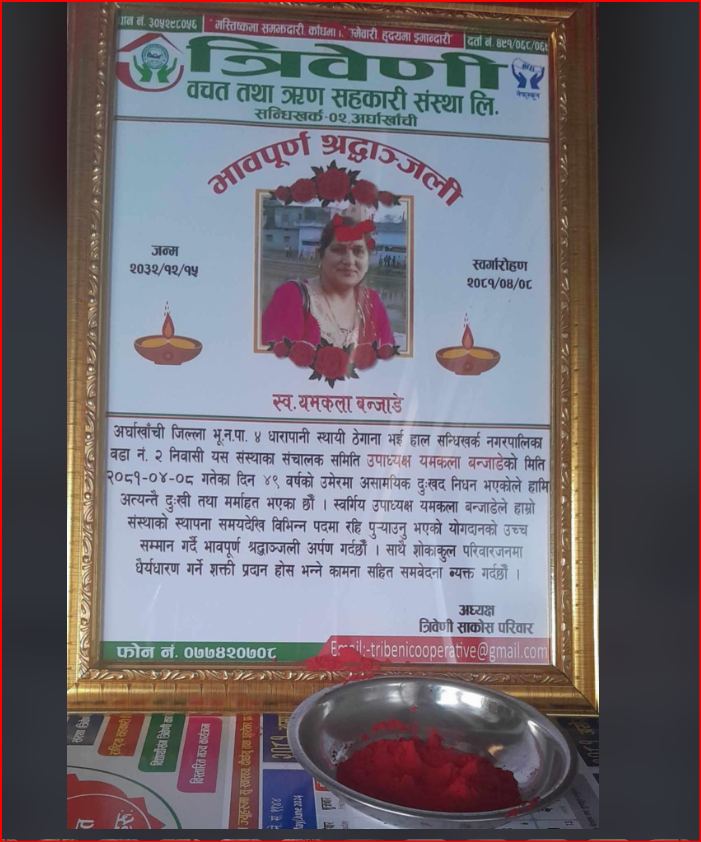 पान नं. ३०५२९८०५६
" मस्तिष्कमा समझदारी, काँधमा जिम्मेवारी, हृदयमा इमान्दारी"
दर्ता नं. ४९१/०६८/०६९
त्रिवेणी
वचत तथा ऋण सहकारी संस्था लि.
सन्धिखर्क-०२, अर्घाखाँची
भावपूर्ण श्रद्धाञ्जली
जन्म
२०३२/१२/१५
स्वर्गारोहण
२०८१/०४/०८
स्व. यमकला बन्जाडे
अर्घाखाँची जिल्ला भू.न.पा. ४ धारापानी स्थायी ठेगाना भई हाल सन्धिखर्क नगरपालिका
वडा नं. २ निवासी यस संस्थाका संचालक समिति उपाध्यक्ष यमकला बन्जाडेको मिति
२०८१-०४-०८ गतेका दिन ४९ वर्षको उमेरमा असामयिक दुःखद निधन भएकोले हामि
अत्यन्तै दुःखी तथा मर्माहत भएका छौं । स्वर्गिय उपाध्यक्ष यमकला बन्जाडेले हाम्रो
संस्थाको स्थापना समयदेखि विभिन्न पदमा रहि पुऱ्याउनु भएको योगदानको उच्च
सम्मान गर्दै भावपूर्ण श्रद्धाञ्जली अर्पण गर्दछौं । साथै शोकाकुल परिवारजनमा
धैर्यधारण गर्ने शक्ती प्रदान होस भन्ने कामना सहित समवेदना ब्यक्त गर्दछौं ।
अध्यक्ष
त्रिवेणी साकोस परिवार
फोन नं. ०७७४२०७०८
Email:-tribenicooperative@gmail.com